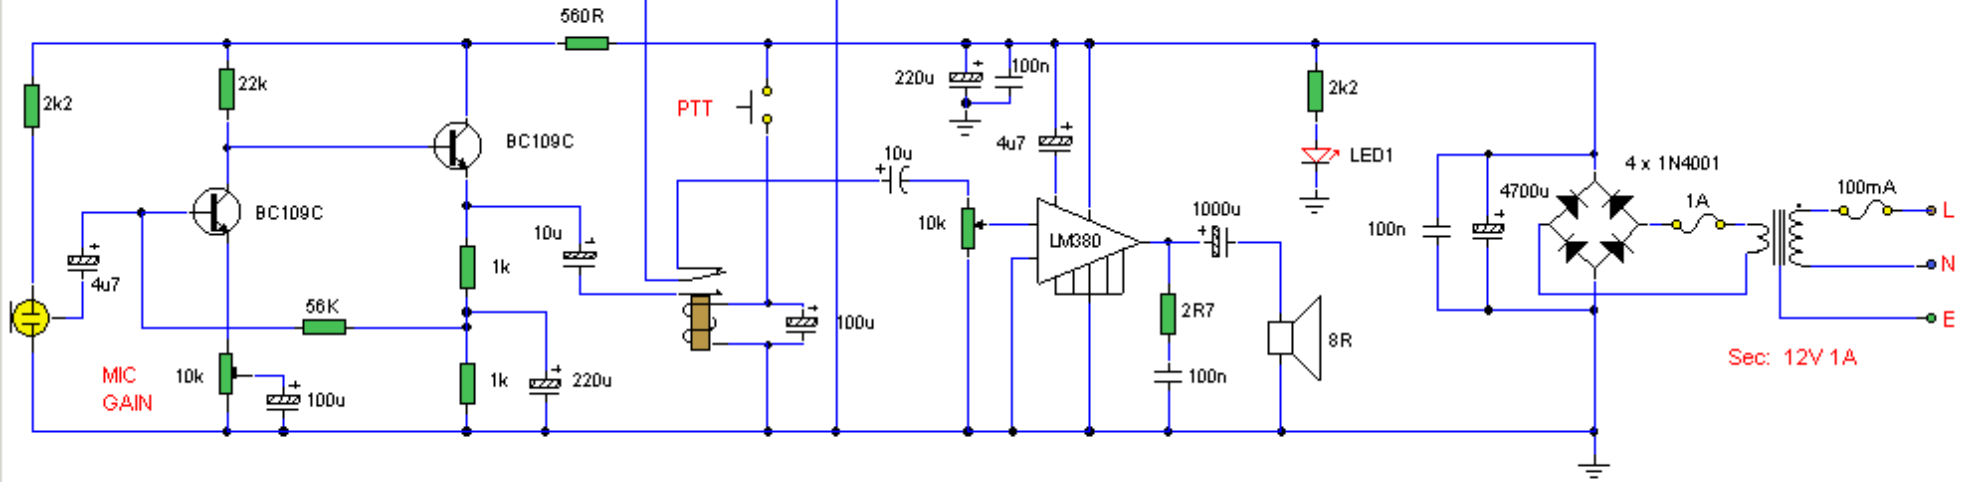 560R
2k2
22k
BC109C
BC109C
4u7
56K
10k
MIC
GAIN
100u
1k
1k
220u
10u
PTT
100u
10u
10k
220u
100n
4u7
LM380
1000u
2R7
100n
8R
2k2
LED1
100n
4700u
4 x 1N4001
1A
100mA
L
N
E
Sec: 12V 1A